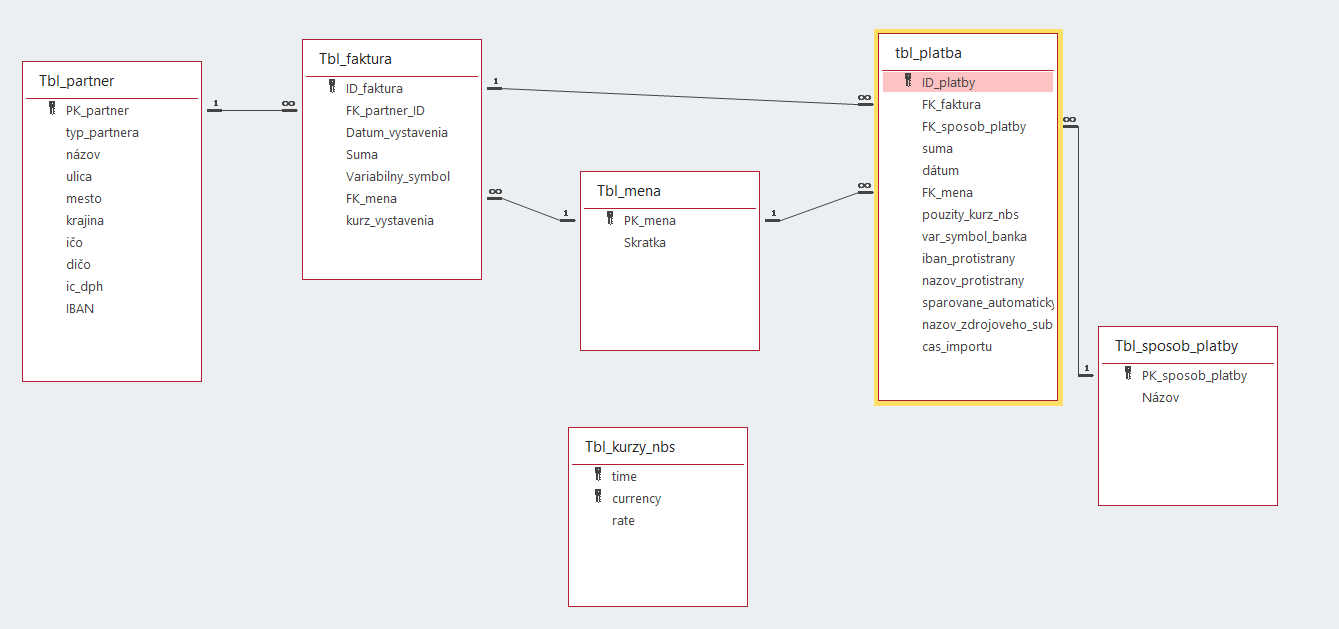 Tbl_partner
PK_partner
typ_partnera
názov
ulica
mesto
krajina
ičo
dičo
ic_dph
IBAN
1
∞
Tbl_faktura
ID_faktura
FK_partner_ID
Datum_vystavenia
Suma
Variabilny_symbol
FK_mena
kurz_vystavenia
1
∞
∞
1
Tbl_mena
PK_mena
Skratka
1
∞
tbl_platba
ID_platby
FK_faktura
FK_sposob_platby
suma
dátum
FK_mena
pouzity_kurz_nbs
var_symbol_banka
iban_protistrany
nazov_protistrany
sparovane_automaticky
nazov_zdrojoveho_sub
cas_importu
∞
1
Tbl_sposob_platby
PK_sposob_platby
Názov
Tbl_kurzy_nbs
time
currency
rate